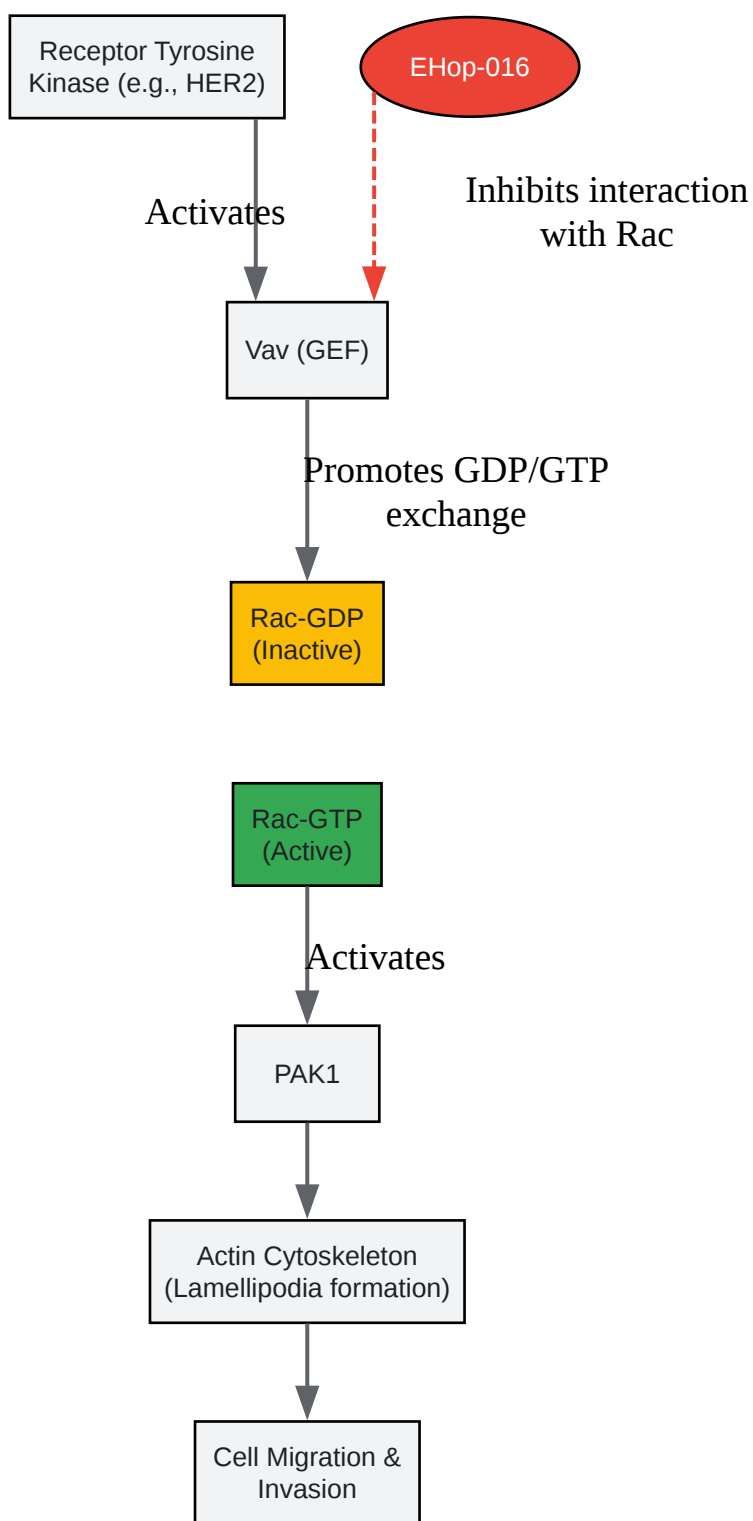 Receptor Tyrosine
Kinase (e.g., HER2)
EHop-016
Activates
Inhibits interaction
with Rac
Vav (GEF)
Promotes GDP/GTP
exchange
Rac-GDP
(Inactive)
Rac-GTP
(Active)
Activates
PAK1
Actin Cytoskeleton
(Lamellipodia formation)
Cell Migration &
Invasion